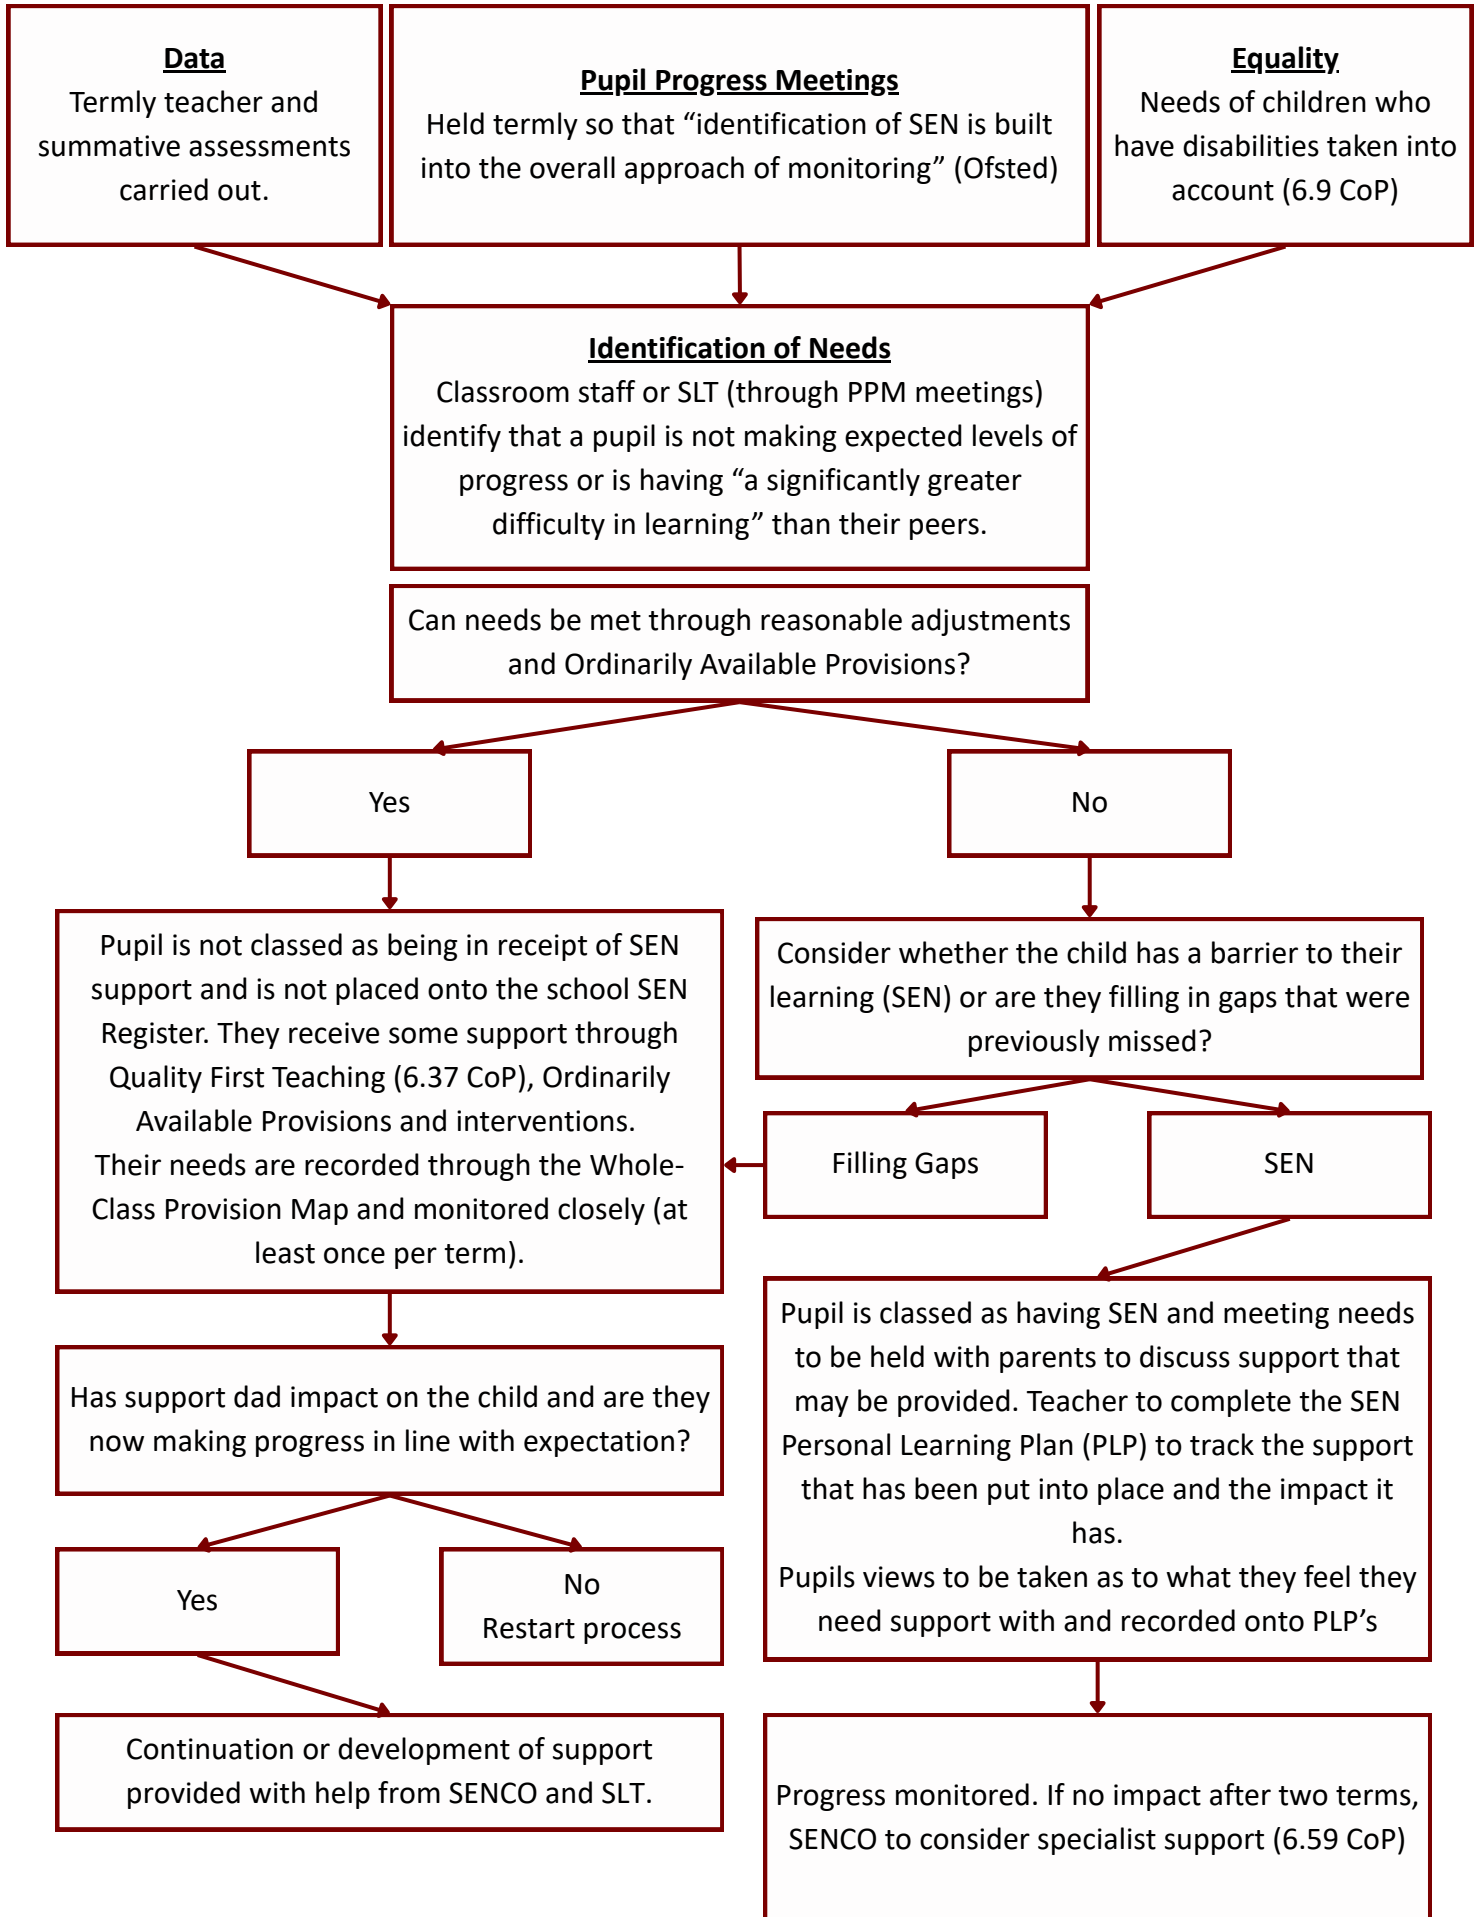 Data
Termly teacher and
summative assessments
carried out.
Pupil Progress Meetings
Held termly so that “identification of SEN is built
into the overall approach of monitoring” (Ofsted)
Equality
Needs of children who
have disabilities taken into
account (6.9 CoP)
Identification of Needs
Classroom staff or SLT (through PPM meetings)
identify that a pupil is not making expected levels of
progress or is having “a significantly greater
difficulty in learning” than their peers.
Can needs be met through reasonable adjustments
and Ordinarily Available Provisions?
Yes
No
Pupil is not classed as being in receipt of SEN
support and is not placed onto the school SEN
Register. They receive some support through
Quality First Teaching (6.37 CoP), Ordinarily
Available Provisions and interventions.
Their needs are recorded through the Whole-
Class Provision Map and monitored closely (at
least once per term).
Consider whether the child has a barrier to their
learning (SEN) or are they filling in gaps that were
previously missed?
Filling Gaps
SEN
Has support dad impact on the child and are they
now making progress in line with expectation?
Pupil is classed as having SEN and meeting needs
to be held with parents to discuss support that
may be provided. Teacher to complete the SEN
Personal Learning Plan (PLP) to track the support
that has been put into place and the impact it
has.
Pupils views to be taken as to what they feel they
need support with and recorded onto PLP’s
Yes
No
Restart process
Continuation or development of support
provided with help from SENCO and SLT.
Progress monitored. If no impact after two terms,
SENCO to consider specialist support (6.59 CoP)